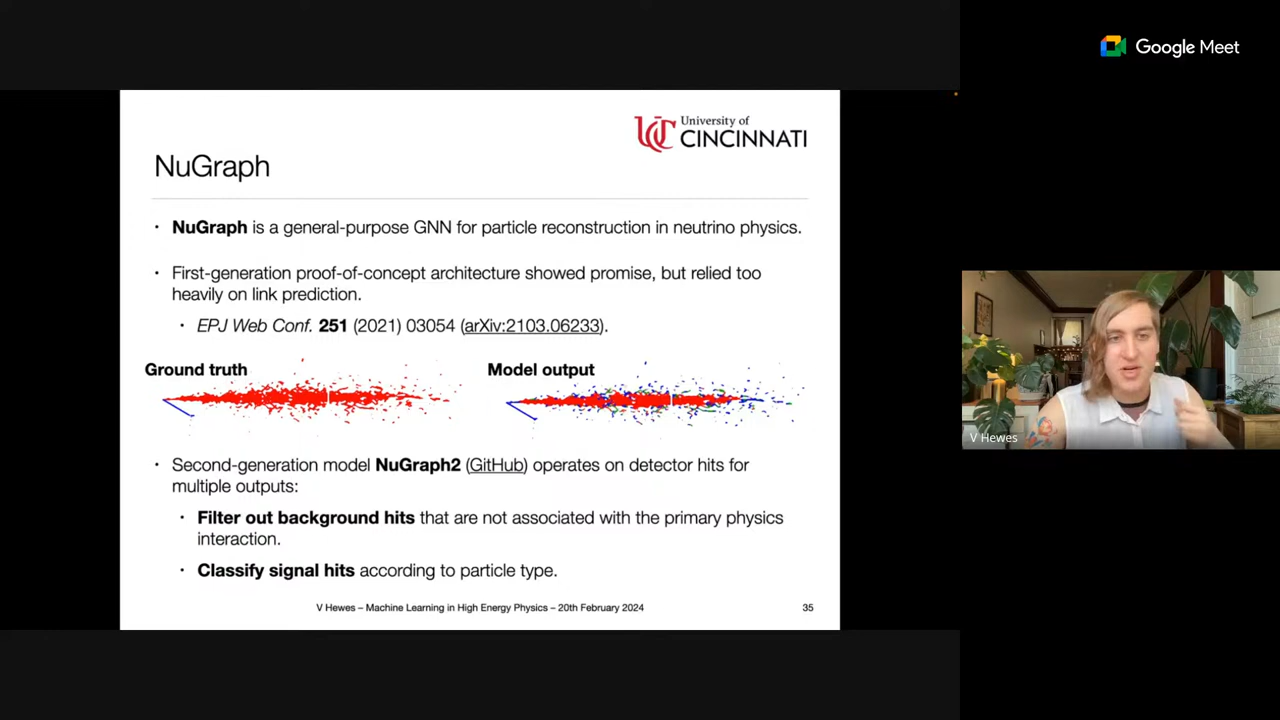 Google Meet
University of
CINCINNATI
NuGraph
• NuGraph is a general-purpose GNN for particle reconstruction in neutrino physics.
• First-generation proof-of-concept architecture showed promise, but relied too
heavily on link prediction.
• EPJ Web Conf. 251 (2021) 03054 (arXiv:2103.06233).
Ground truth
Model output
• Second-generation model NuGraph2 (GitHub) operates on detector hits for
multiple outputs:
• Filter out background hits that are not associated with the primary physics
interaction.
• Classify signal hits according to particle type.
V Hewes – Machine Learning in High Energy Physics – 20th February 2024
35
V Hewes